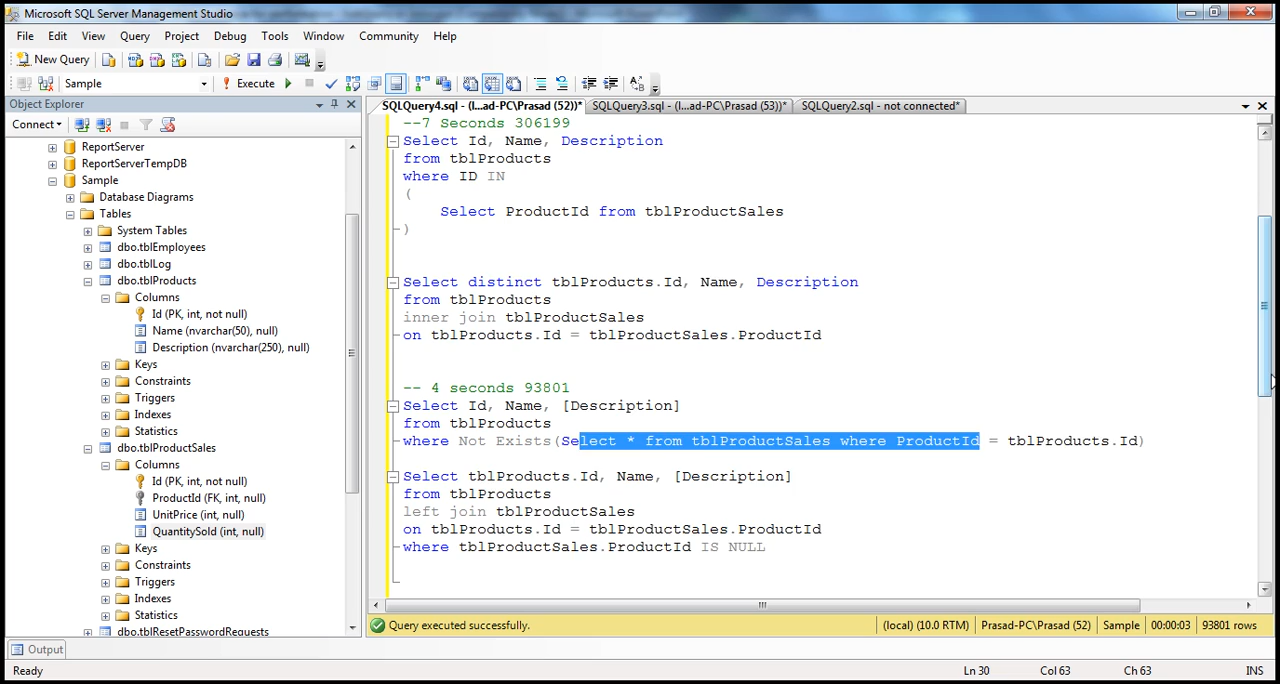 Microsoft SQL Server Management Studio
File Edit View Query Project Debug Tools Window Community Help
New Query
Sample Execute
Object Explorer
SQLQuery4.sql - (l...ad-PC\Prasad (52))* SQLQuery3.sql - (l...ad-PC\Prasad (53))* SQLQuery2.sql - not connected*
Connect
ReportServer
ReportServerTempDB
Sample
Database Diagrams
Tables
System Tables
dbo.tblEmployees
dbo.tblLog
dbo.tblProducts
Columns
Id (PK, int, not null)
Name (nvarchar(50), null)
Description (nvarchar(250), null)
Keys
Constraints
Triggers
Indexes
Statistics
dbo.tblProductSales
Columns
Id (PK, int, not null)
ProductId (FK, int, null)
UnitPrice (int, null)
QuantitySold (int, null)
Keys
Constraints
Triggers
Indexes
Statistics
dbo.tblResetPasswordRequests
--7 Seconds 306199
Select Id, Name, Description
from tblProducts
where ID IN
(
Select ProductId from tblProductSales
)
Select distinct tblProducts.Id, Name, Description
from tblProducts
inner join tblProductSales
on tblProducts.Id = tblProductSales.ProductId
-- 4 seconds 93801
Select Id, Name, [Description]
from tblProducts
where Not Exists(Select * from tblProductSales where ProductId = tblProducts.Id)
Select tblProducts.Id, Name, [Description]
from tblProducts
left join tblProductSales
on tblProducts.Id = tblProductSales.ProductId
where tblProductSales.ProductId IS NULL
Query executed successfully. (local) (10.0 RTM) Prasad-PC\Prasad (52) Sample 00:00:03 93801 rows
Output
Ready Ln 30 Col 63 Ch 63 INS